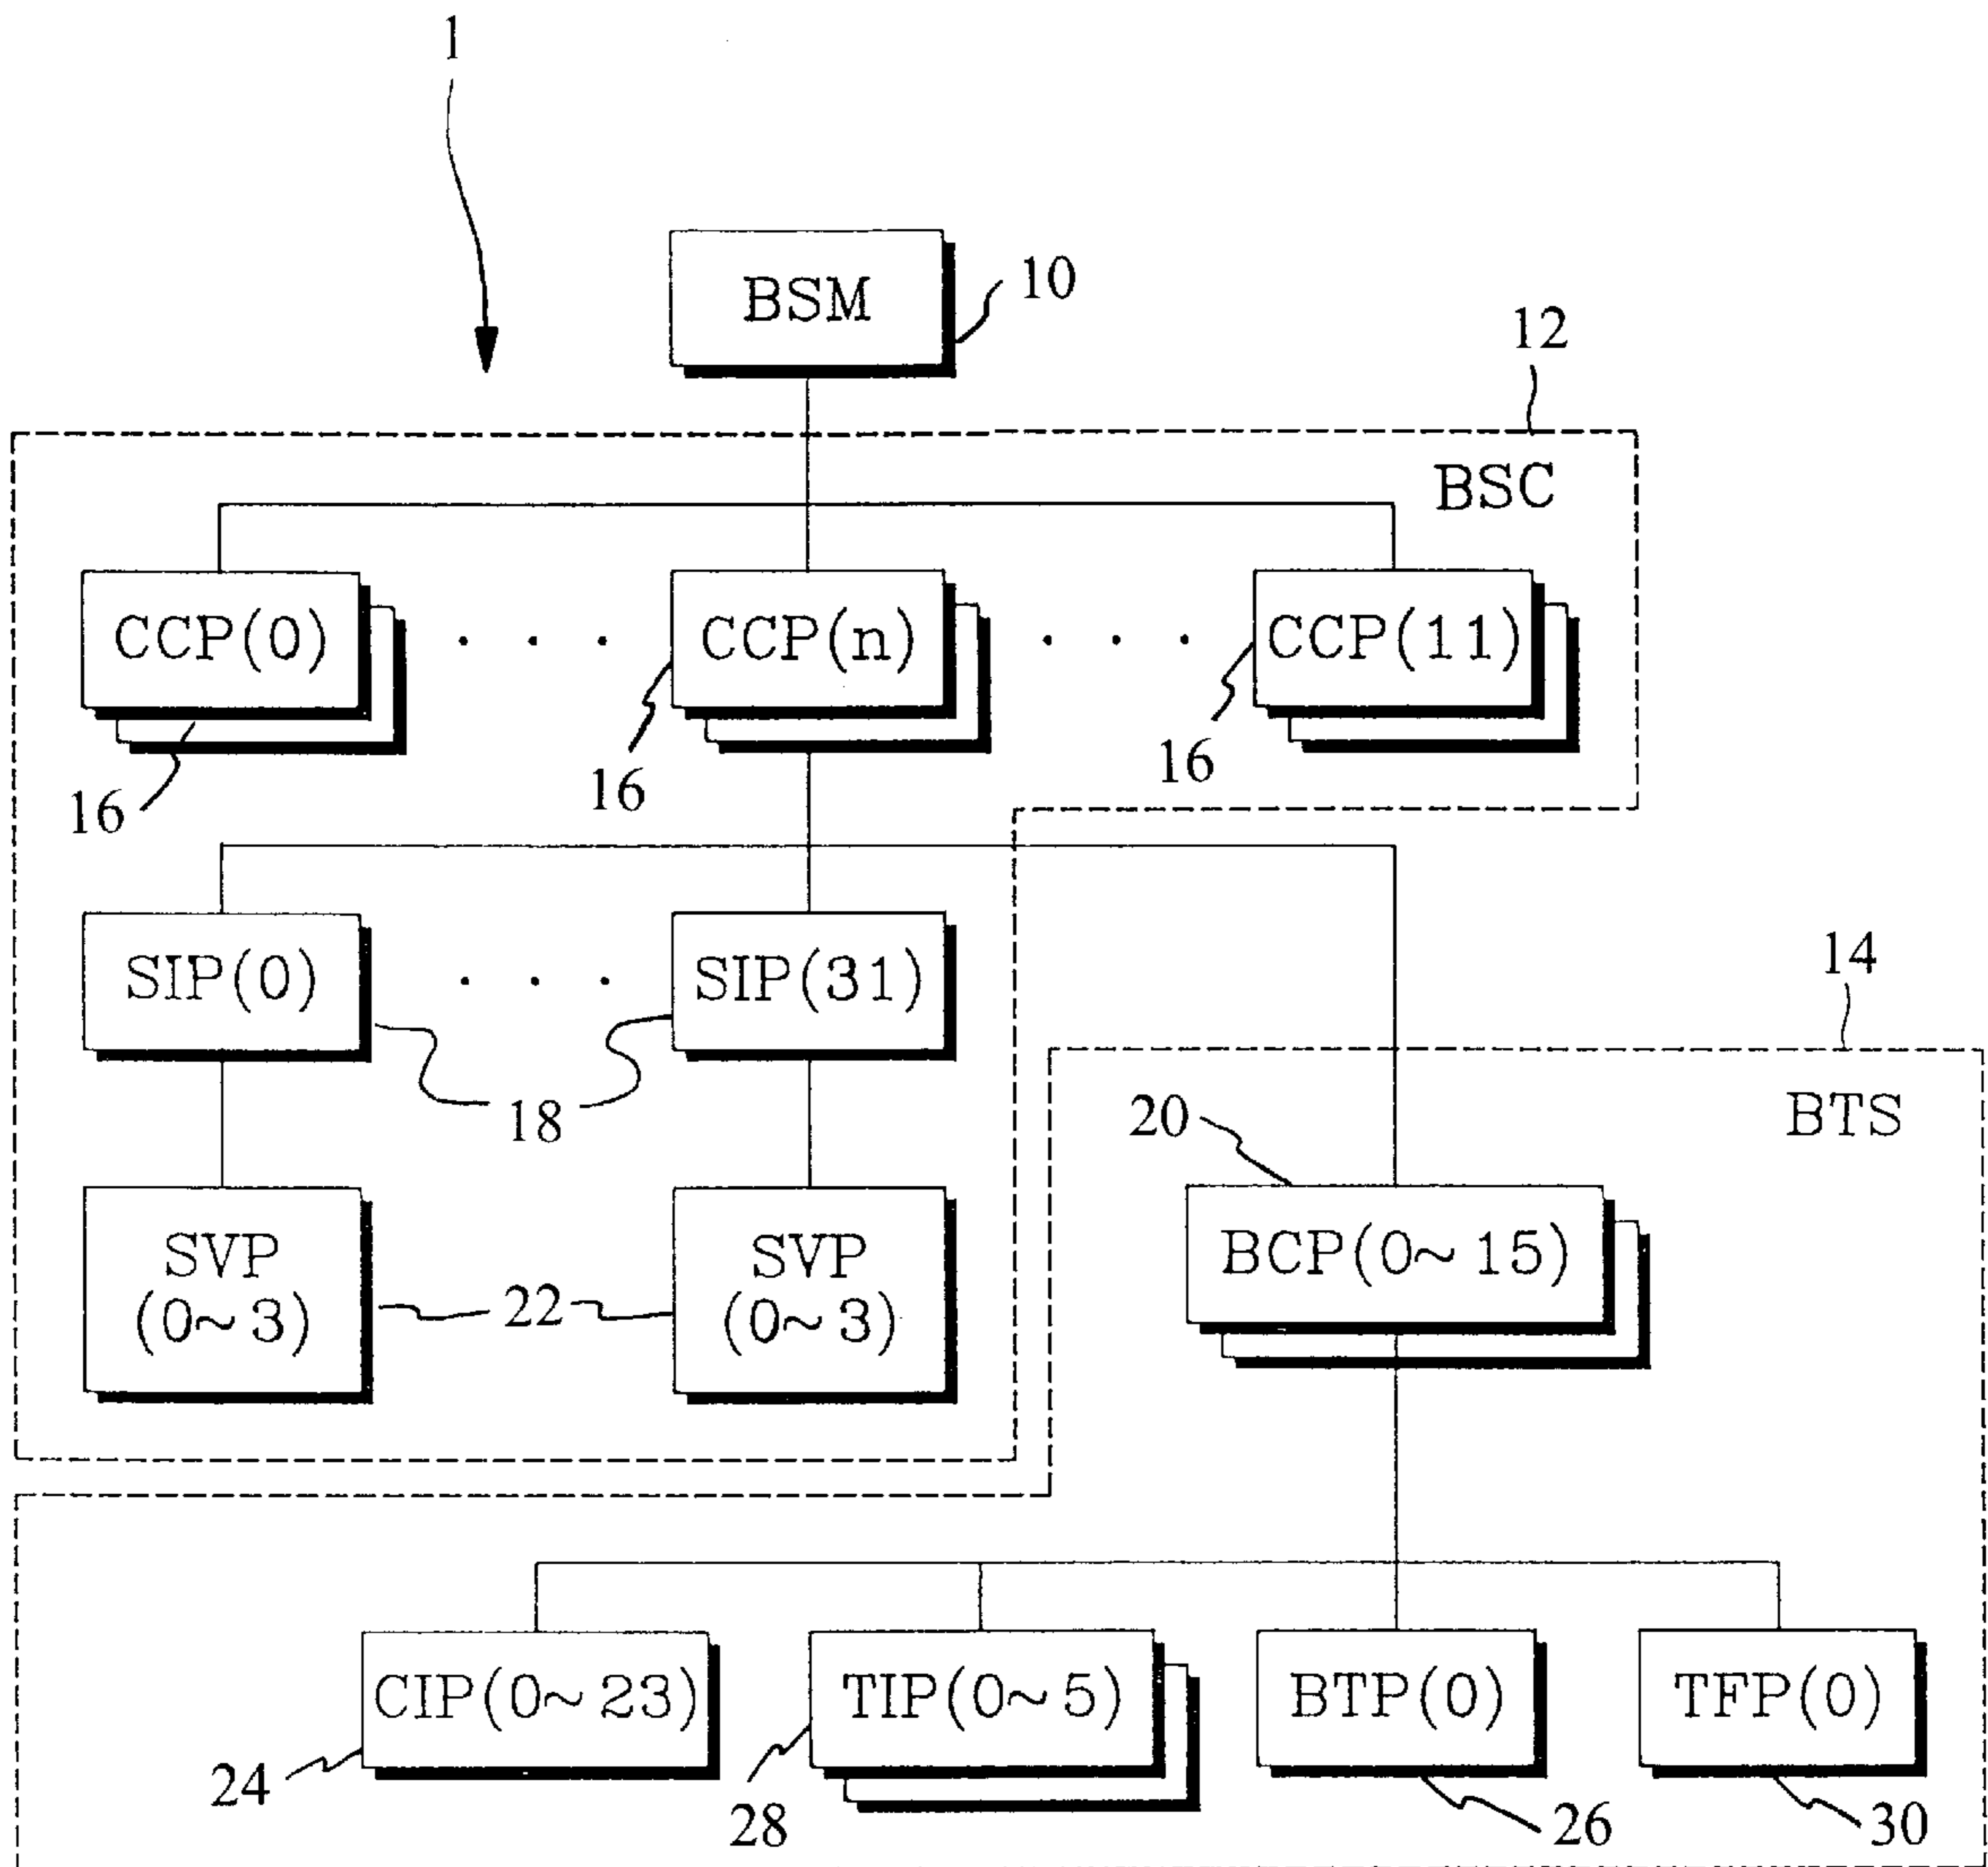 1
BSM
10
12
BSC
CCP(0)
. . .
CCP(n)
. . .
CCP(11)
16
16
16
SIP(0)
. . .
SIP(31)
14
18
BTS
20
SVP
(0~3)
22
SVP
(0~3)
BCP(0~15)
CIP(0~23)
TIP(0~5)
BTP(0)
TFP(0)
24
28
26
30